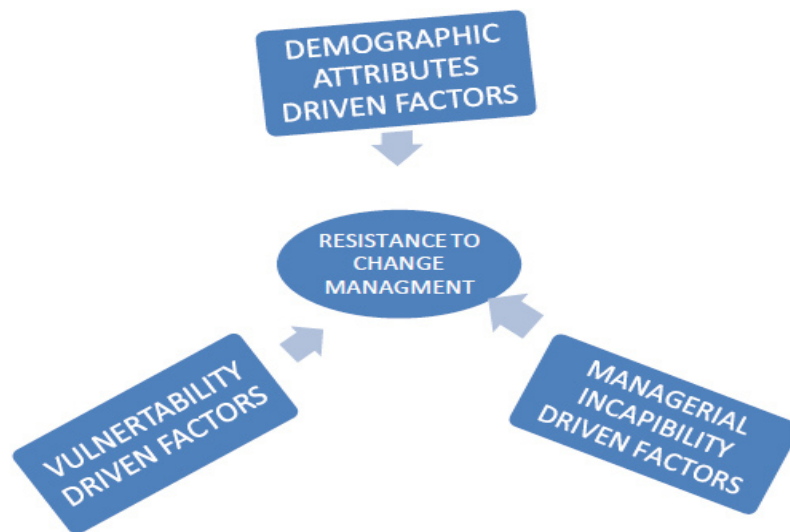 DEMOGRAPHIC
ATTRIBUTES
DRIVEN FACTORS
RESISTANCE TO
CHANGE
MANAGMENT
VULNERTABILITY
DRIVEN FACTORS
MANAGERIAL
INCAPIBILITY
DRIVEN FACTORS